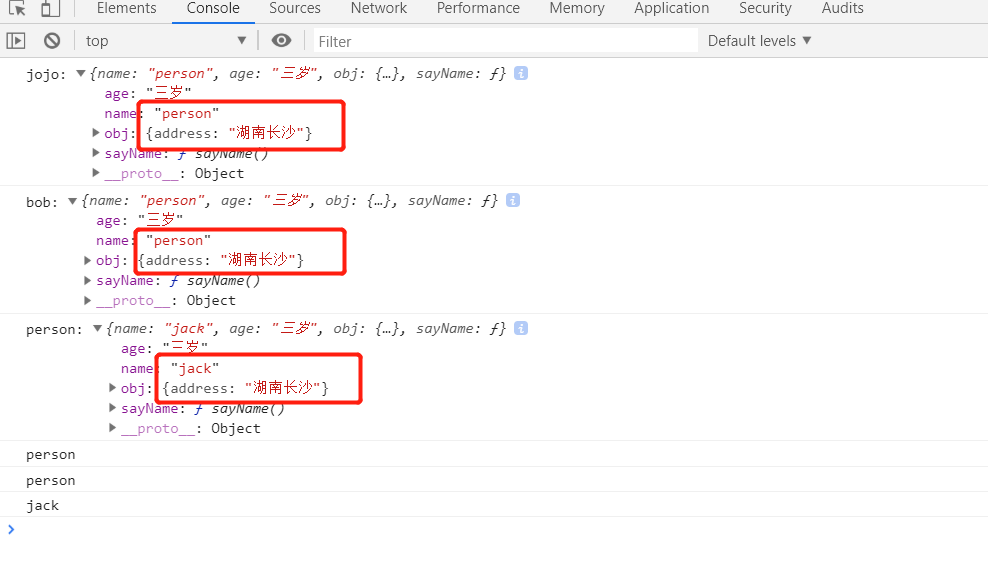 Elements Console Sources Network Performance Memory Application Security Audits
top Filter Default levels
jojo: {name: "person", age: "三岁", obj: {…}, sayName: ƒ}
age: "三岁"
name: "person"
obj: {address: "湖南长沙"}
sayName: ƒ sayName()
__proto__: Object
bob: {name: "person", age: "三岁", obj: {…}, sayName: ƒ}
age: "三岁"
name: "person"
obj: {address: "湖南长沙"}
sayName: ƒ sayName()
__proto__: Object
person: {name: "jack", age: "三岁", obj: {…}, sayName: ƒ}
age: "三岁"
name: "jack"
obj: {address: "湖南长沙"}
sayName: ƒ sayName()
__proto__: Object
person
person
jack